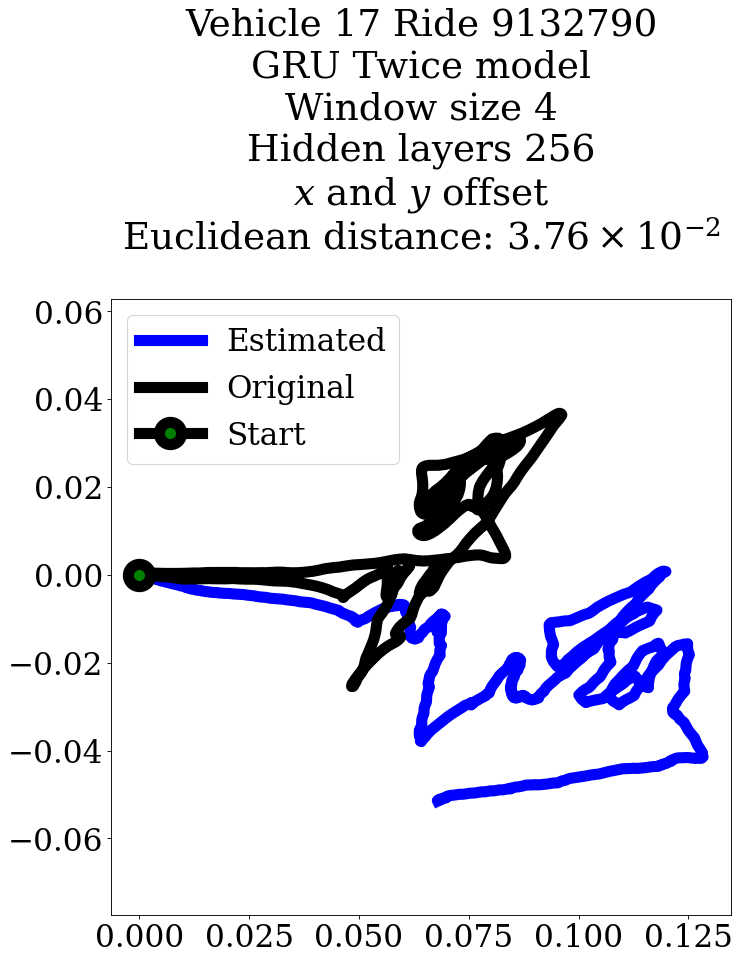 Vehicle 17 Ride 9132790
GRU Twice model
Window size 4
Hidden layers 256
x and y offset
Euclidean distance: 3.76 × 10⁻²
0.06
Estimated
0.04
Original
Start
0.02
0.00
−0.02
−0.04
−0.06
0.000 0.025 0.050 0.075 0.100 0.125